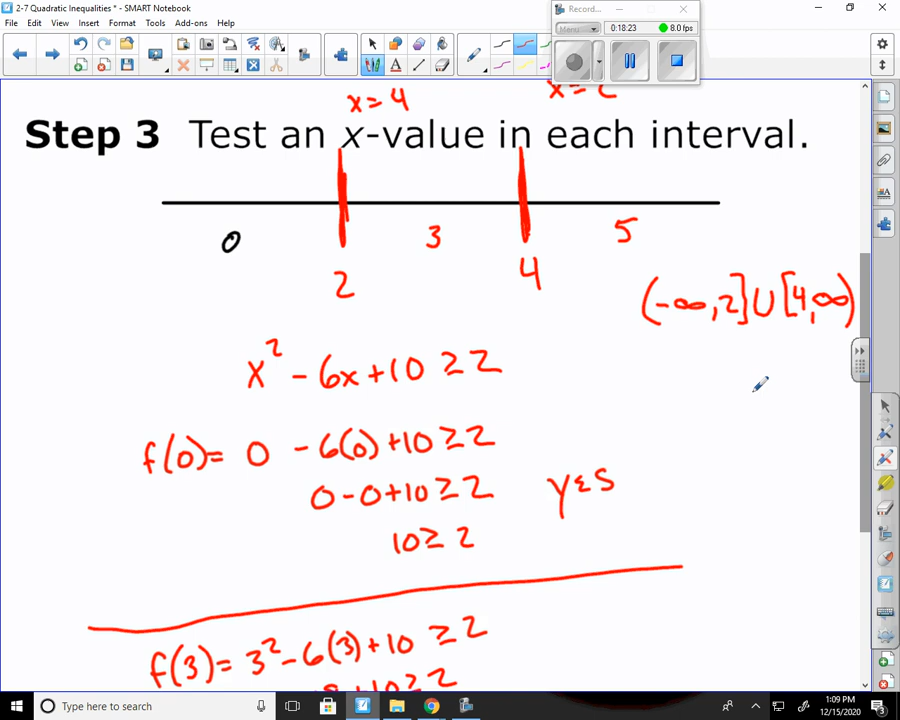 2-7 Quadratic Inequalities * - SMART Notebook
Record...
File Edit View Insert Format Tools Add-ons Help
Menu 0:18:23 8.0 fps
x = 4
Step 3 Test an x-value in each interval.
0 3 5
2 4
(-∞, 2] ∪ [4, ∞)
x² - 6x + 10 ≥ 2
f(0) = 0 - 6(0) + 10 ≥ 2
0 - 0 + 10 ≥ 2 yes
10 ≥ 2
f(3) = 3² - 6(3) + 10 ≥ 2
Type here to search
1:09 PM
12/15/2020
3